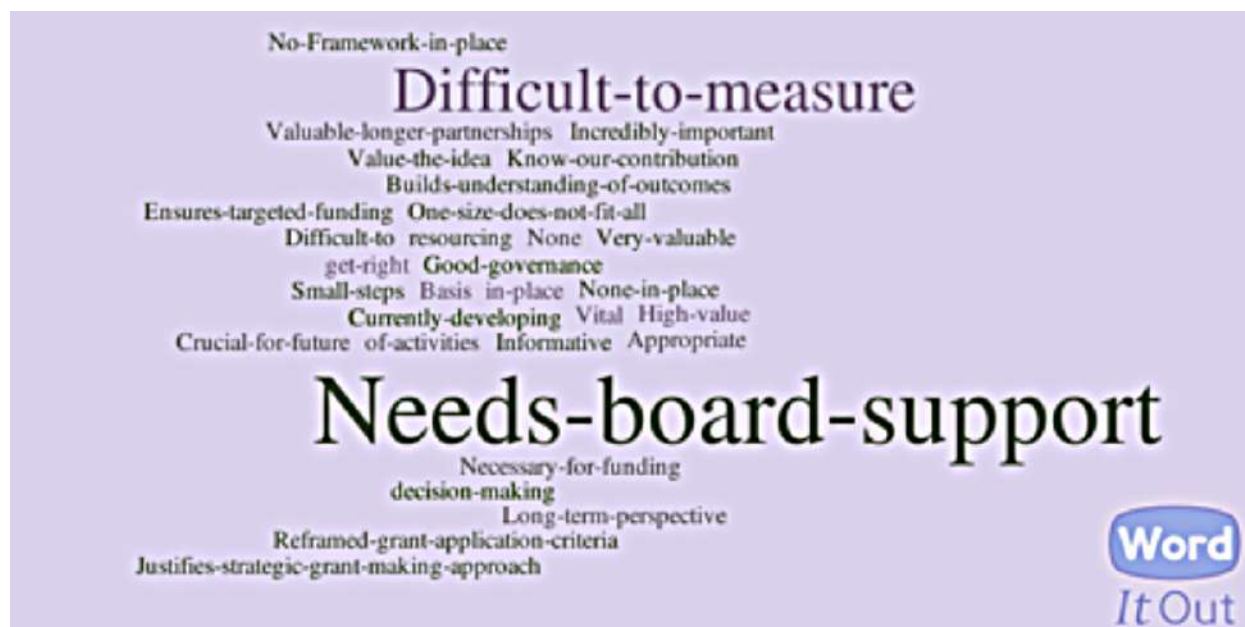 No-Framework-in-place
Difficult-to-measure
Valuable-longer-partnerships Incredibly-important
Value-the-idea Know-our-contribution
Builds-understanding-of-outcomes
Ensures-targeted-funding One-size-does-not-fit-all
Difficult-to resourcing None Very-valuable
get-right Good-governance
Small-steps Basis in-place None-in-place
Currently-developing Vital High-value
Crucial-for-future of-activities Informative Appropriate
Needs-board-support
Necessary-for-funding
decision-making
Long-term-perspective
Reframed-grant-application-criteria
Justifies-strategic-grant-making-approach
Word
It Out